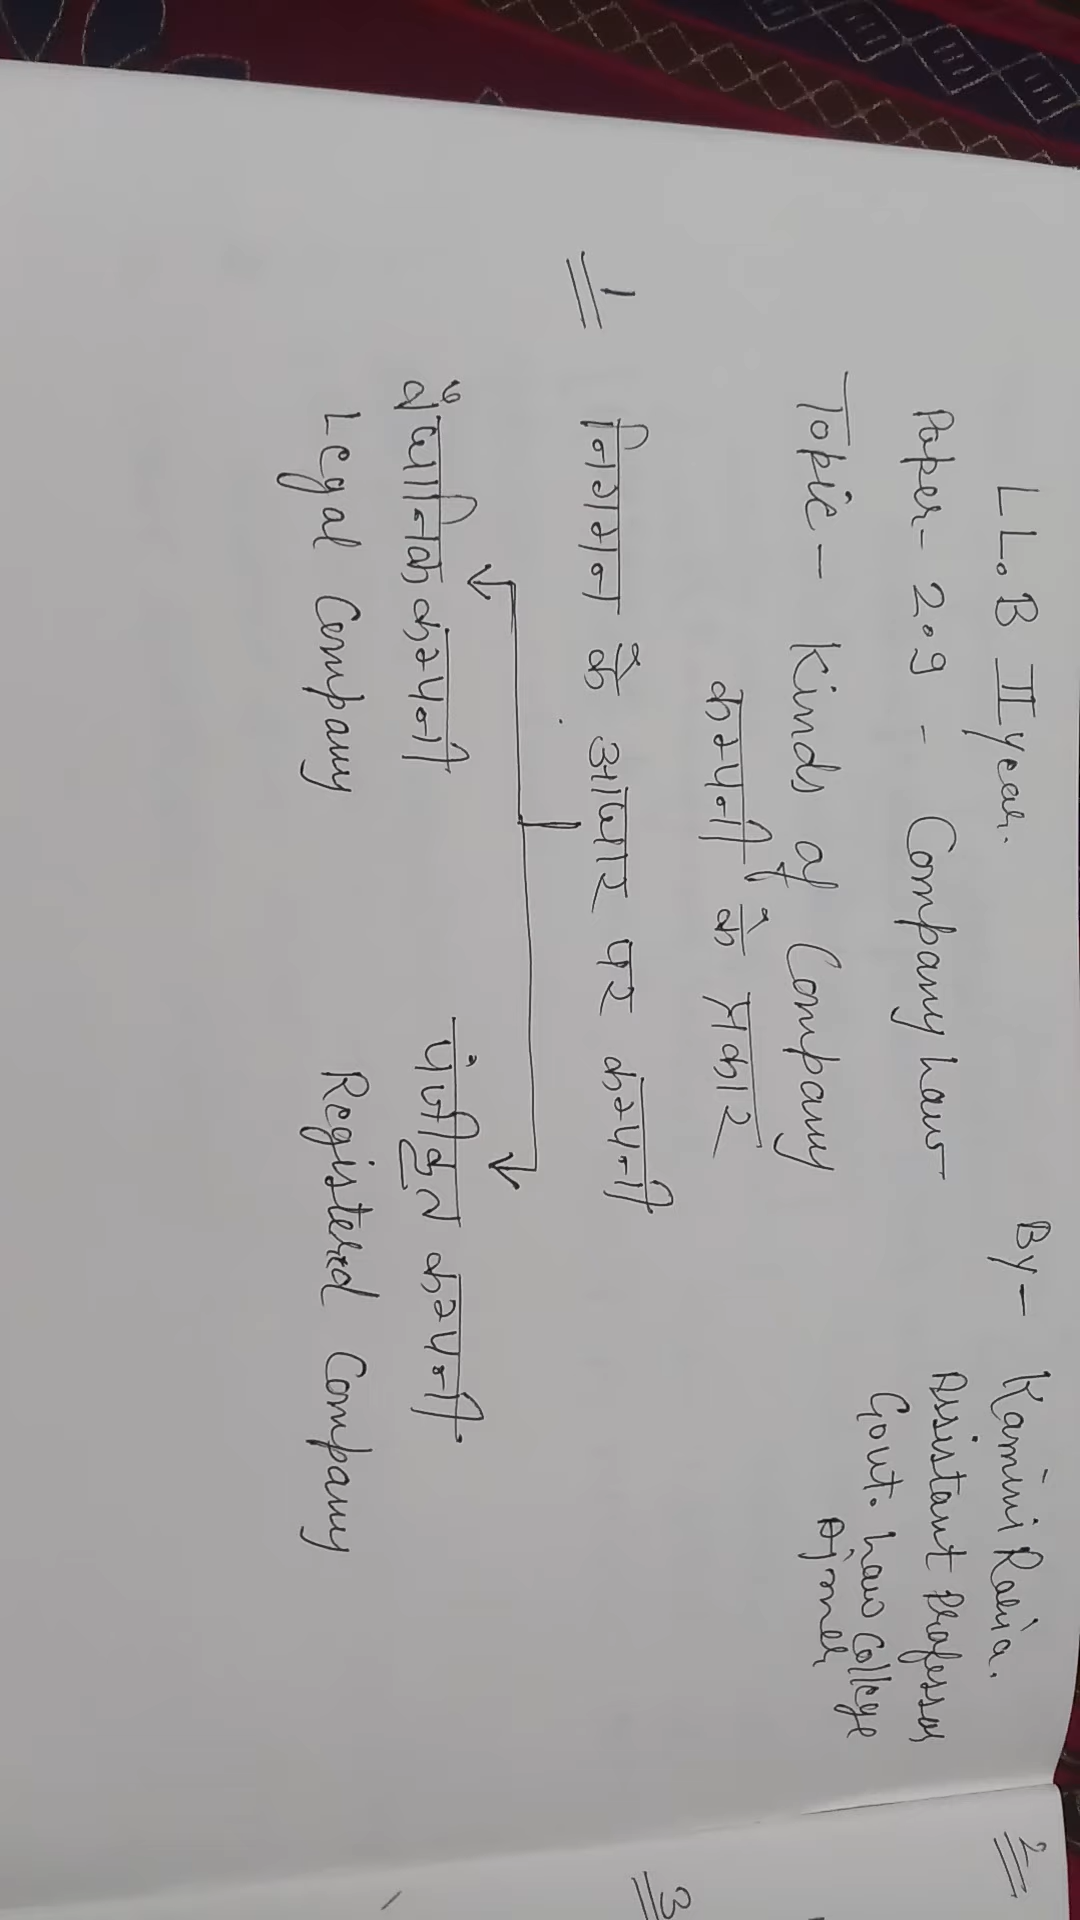 LL.B II year.
By- Kamini Rawia.
Assistant Professor
Paper- 2.9 - Company Law
Govt. Law College
Ajmer
Topic- Kinds of Company
कम्पनी के प्रकार
1 निगमन के आधार पर कम्पनी
वैधानिक कम्पनी
Legal Company
पंजीकृत कम्पनी
Registered Company
2
3